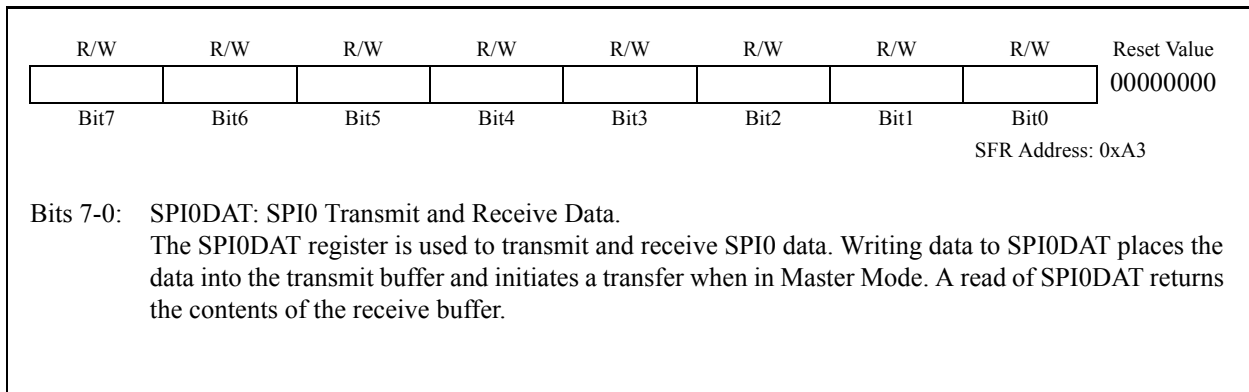 R/W R/W R/W R/W R/W R/W R/W R/W Reset Value
00000000
Bit7 Bit6 Bit5 Bit4 Bit3 Bit2 Bit1 Bit0
SFR Address: 0xA3
Bits 7-0: SPI0DAT: SPI0 Transmit and Receive Data.
The SPI0DAT register is used to transmit and receive SPI0 data. Writing data to SPI0DAT places the
data into the transmit buffer and initiates a transfer when in Master Mode. A read of SPI0DAT returns
the contents of the receive buffer.